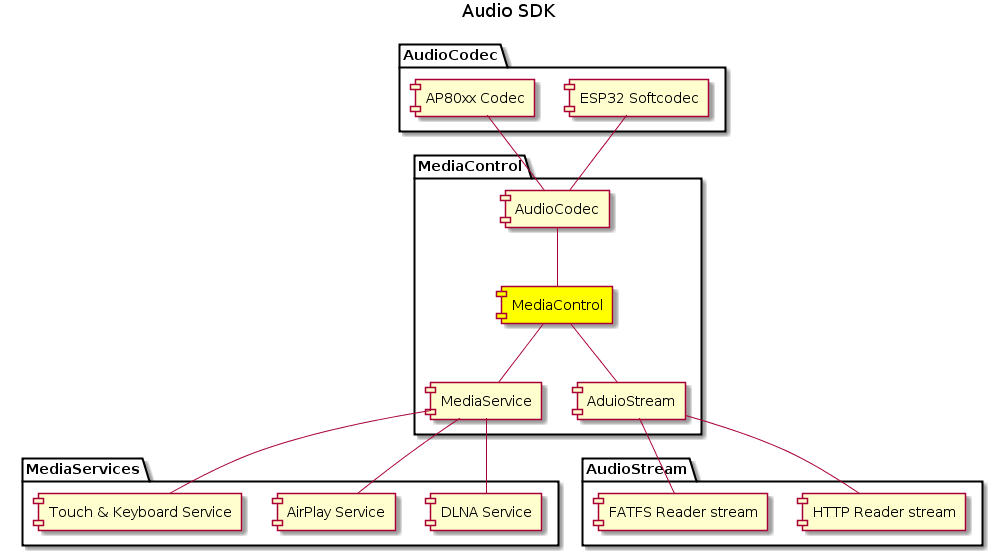 Audio SDK
AudioCodec
AP80xx Codec
ESP32 Softcodec
MediaControl
AudioCodec
MediaControl
MediaService
AduioStream
MediaServices
AudioStream
Touch & Keyboard Service
AirPlay Service
DLNA Service
FATFS Reader stream
HTTP Reader stream